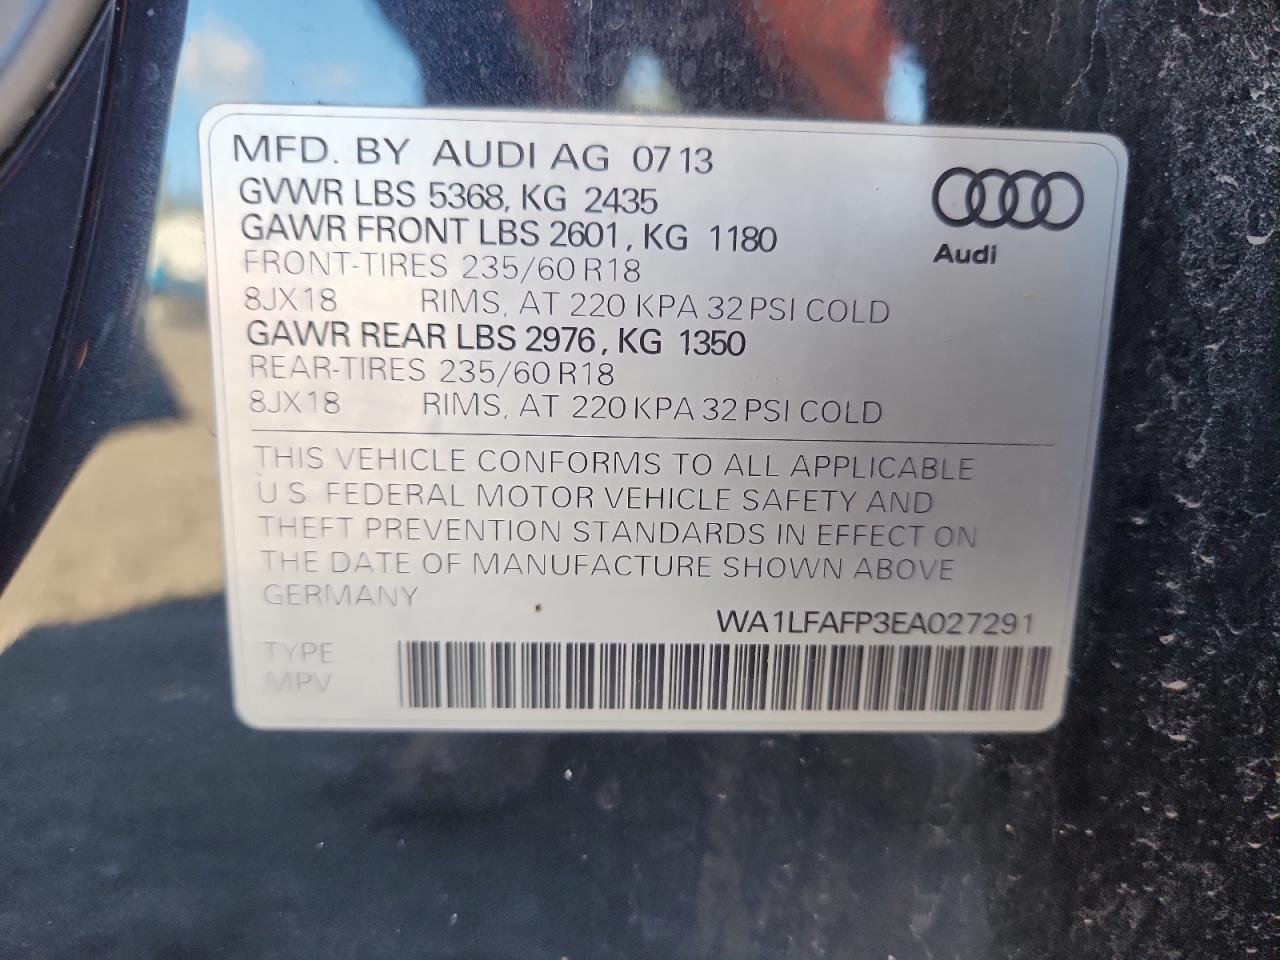 MFD. BY AUDI AG 07 13
GVWR LBS 5368, KG 2435
GAWR FRONT LBS 2601, KG 1180
FRONT-TIRES 235/60 R18
8JX18 RIMS, AT 220 KPA 32 PSI COLD
GAWR REAR LBS 2976, KG 1350
REAR-TIRES 235/60 R18
8JX18 RIMS, AT 220 KPA 32 PSI COLD
Audi
THIS VEHICLE CONFORMS TO ALL APPLICABLE
U S FEDERAL MOTOR VEHICLE SAFETY AND
THEFT PREVENTION STANDARDS IN EFFECT ON
THE DATE OF MANUFACTURE SHOWN ABOVE
GERMANY
WA1LFAFP3EA027291
TYPE
MPV